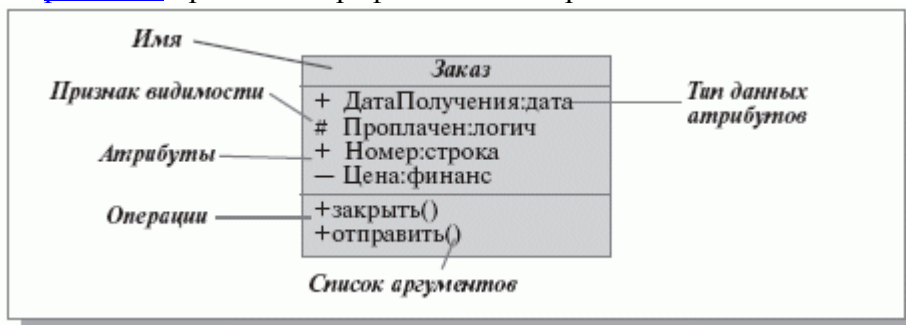 Имя
Заказ
Признак видимости
+ ДатаПолучения:дата
Тип данных
атрибутов
# Проплачен:логич
Атрибуты
+ Номер:строка
— Цена:финанс
Операции
+закрыть()
+отправить()
Список аргументов